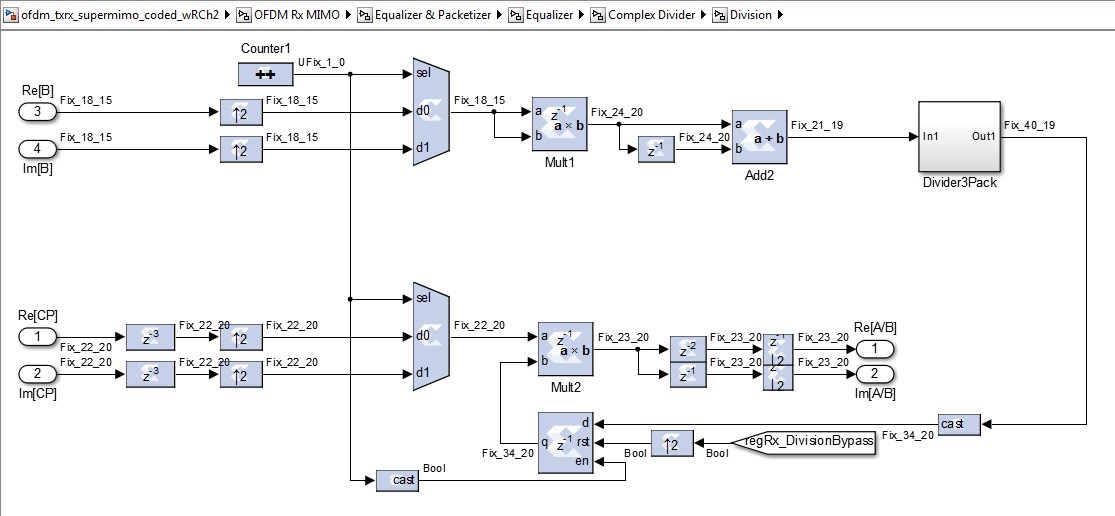 ofdm_txrx_supermimo_coded_wRCh2 OFDM Rx MIMO Equalizer & Packetizer Equalizer Complex Divider Division
Counter1
++
UFix_1_0
sel
Re[B]
3
Fix_18_15
↑2
Fix_18_15
d0
Fix_18_15
a
b
z-1
a × b
Mult1
Fix_24_20
a
b
a + b
Add2
Fix_21_19
In1
Out1
Divider3Pack
Fix_40_19
4
Im[B]
Fix_18_15
↑2
Fix_18_15
d1
z-1
Fix_24_20
sel
Re[CP]
1
Fix_22_20
z-3
Fix_22_20
↑2
Fix_22_20
d0
Fix_22_20
a
b
z-1
a × b
Mult2
Fix_23_20
z-2
Fix_23_20
z-1
↓2
Fix_23_20
Re[A/B]
1
2
Im[CP]
Fix_22_20
z-3
Fix_22_20
↑2
Fix_22_20
d1
z-1
Fix_23_20
z
↓2
Fix_23_20
2
Im[A/B]
d
q
z-1
rst
en
Fix_34_20
Bool
↑2
Bool
regRx_DivisionBypass
Fix_34_20
cast
cast
Bool